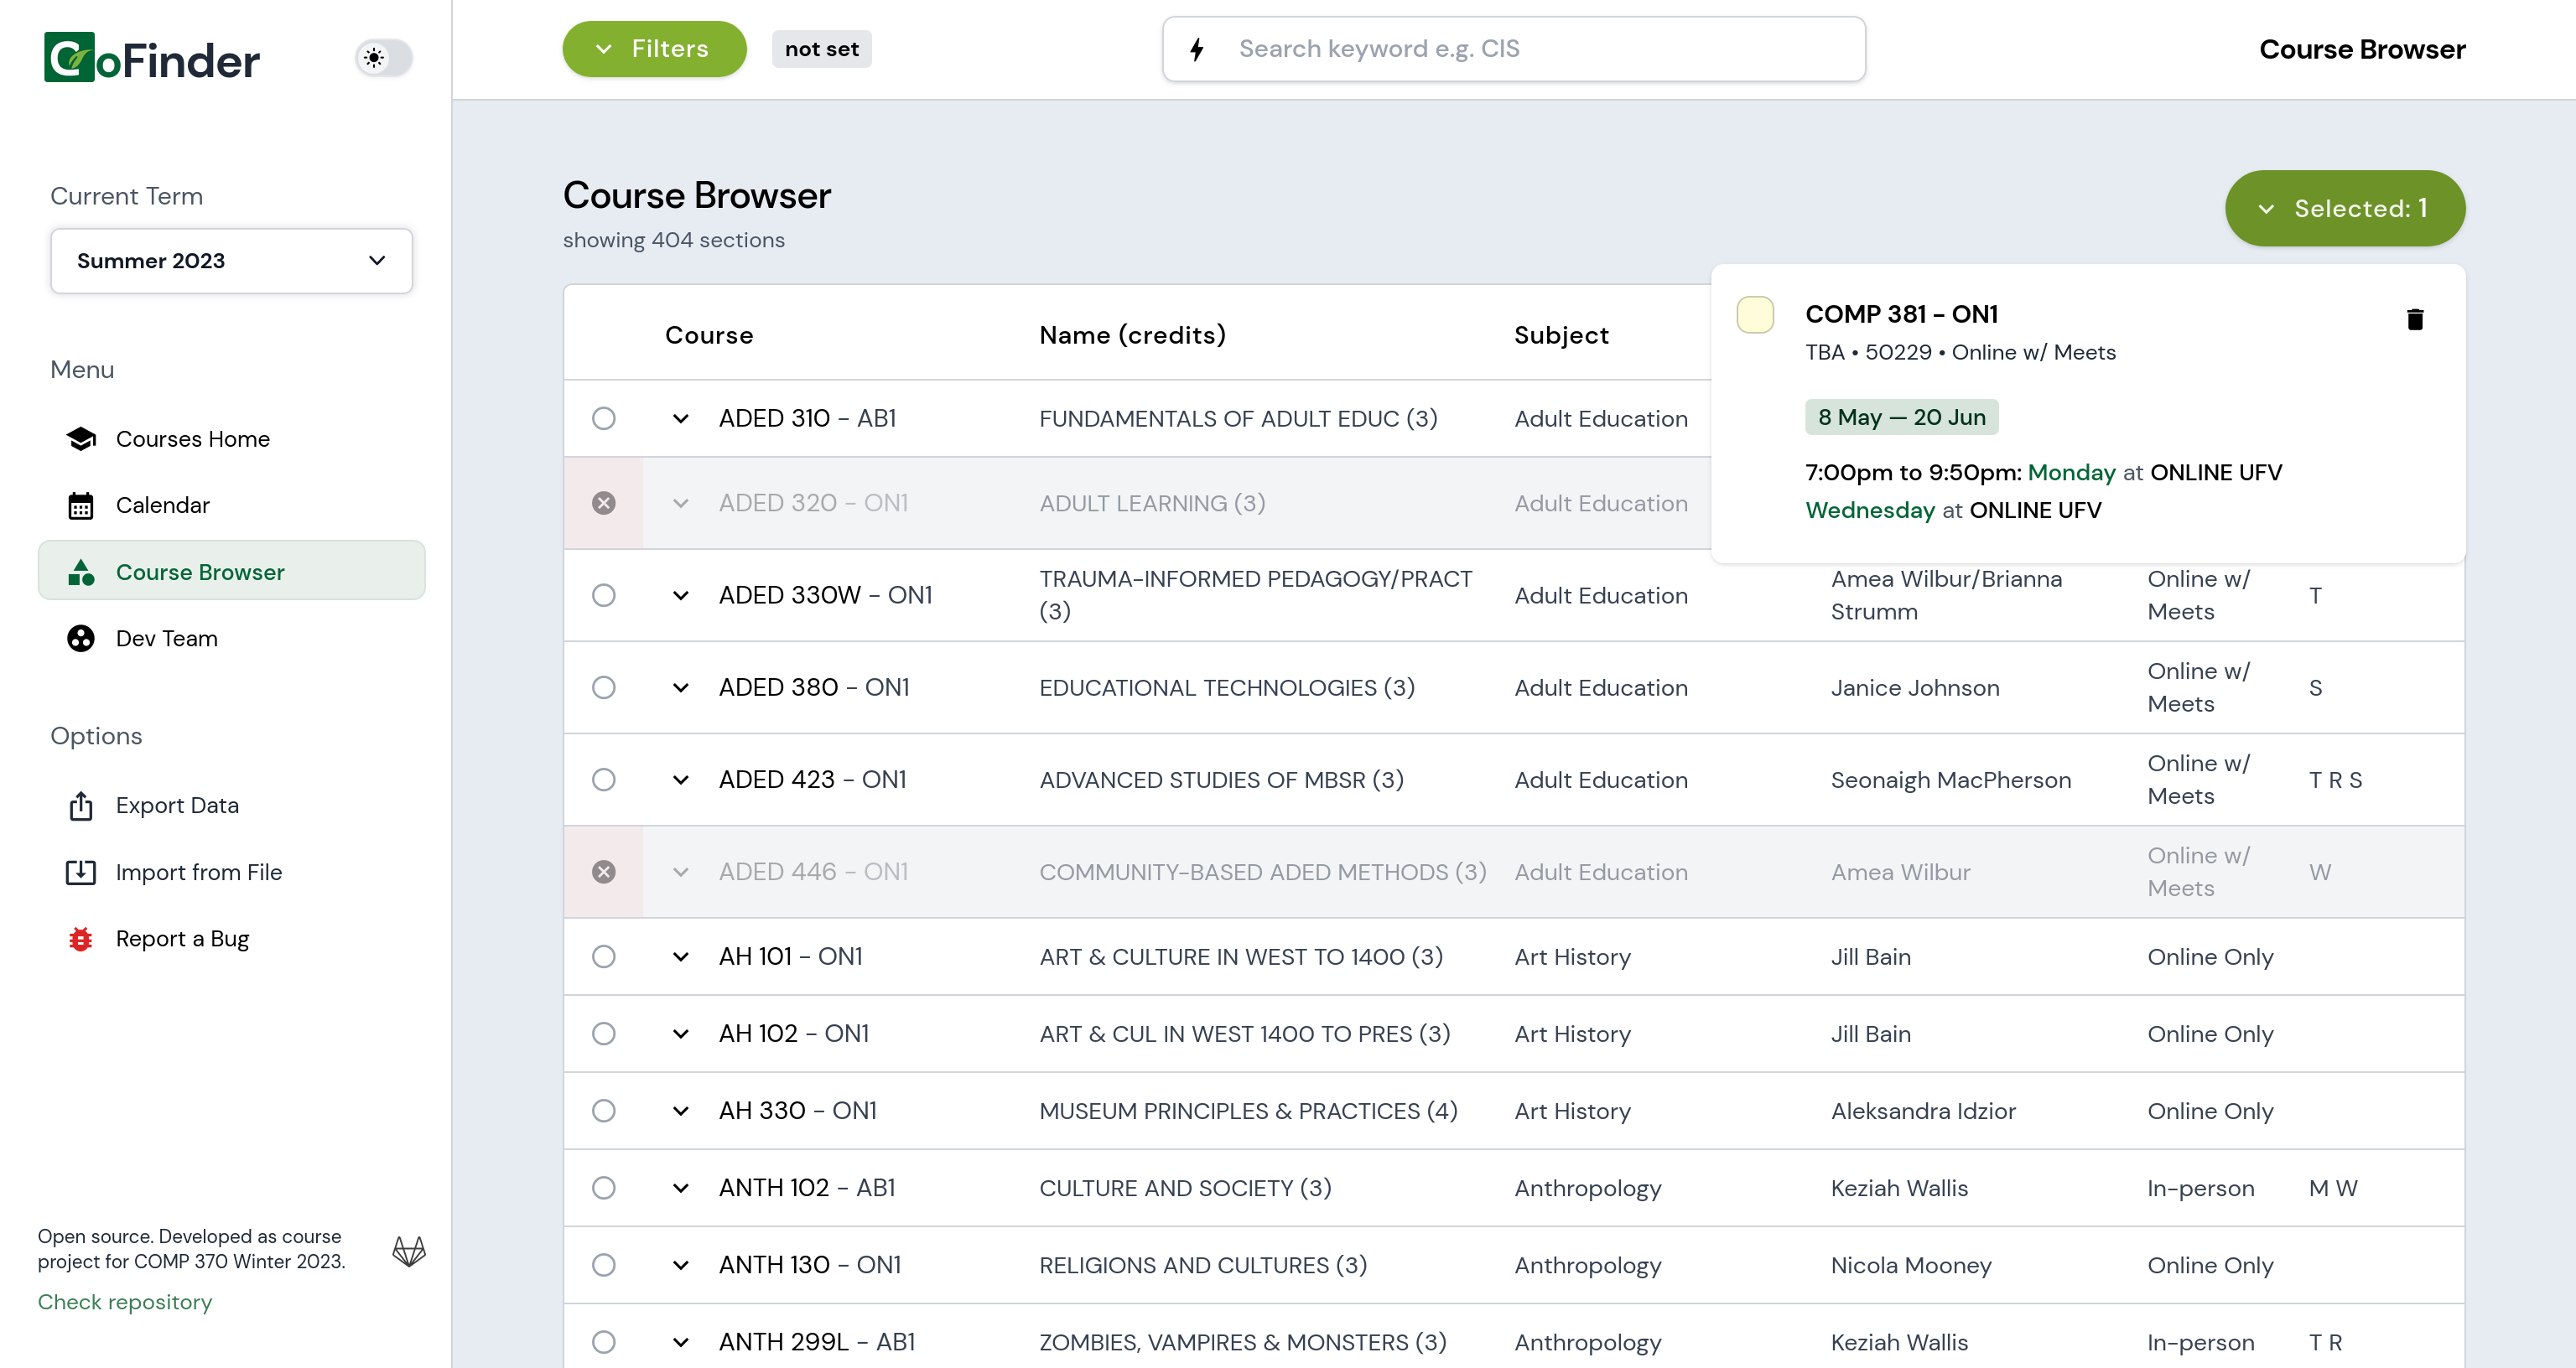 GoFinder
Filters
not set
Search keyword e.g. CIS
Course Browser
Current Term
Summer 2023
Menu
Courses Home
Calendar
Course Browser
Dev Team
Options
Export Data
Import from File
Report a Bug
Open source. Developed as course
project for COMP 370 Winter 2023.
Check repository
Course Browser
showing 404 sections
Selected: 1
COMP 381 - ON1
TBA • 50229 • Online w/ Meets
8 May — 20 Jun
7:00pm to 9:50pm: Monday at ONLINE UFV
Wednesday at ONLINE UFV
Course Name (credits) Subject
ADED 310 - AB1 FUNDAMENTALS OF ADULT EDUC (3) Adult Education
ADED 320 - ON1 ADULT LEARNING (3) Adult Education
ADED 330W - ON1 TRAUMA-INFORMED PEDAGOGY/PRACT
(3) Adult Education Amea Wilbur/Brianna
Strumm Online w/
Meets T
ADED 380 - ON1 EDUCATIONAL TECHNOLOGIES (3) Adult Education Janice Johnson Online w/
Meets S
ADED 423 - ON1 ADVANCED STUDIES OF MBSR (3) Adult Education Seonaigh MacPherson Online w/
Meets T R S
ADED 446 - ON1 COMMUNITY-BASED ADED METHODS (3) Adult Education Amea Wilbur Online w/
Meets W
AH 101 - ON1 ART & CULTURE IN WEST TO 1400 (3) Art History Jill Bain Online Only
AH 102 - ON1 ART & CUL IN WEST 1400 TO PRES (3) Art History Jill Bain Online Only
AH 330 - ON1 MUSEUM PRINCIPLES & PRACTICES (4) Art History Aleksandra Idzior Online Only
ANTH 102 - AB1 CULTURE AND SOCIETY (3) Anthropology Keziah Wallis In-person M W
ANTH 130 - ON1 RELIGIONS AND CULTURES (3) Anthropology Nicola Mooney Online Only
ANTH 299L - AB1 ZOMBIES, VAMPIRES & MONSTERS (3) Anthropology Keziah Wallis In-person T R